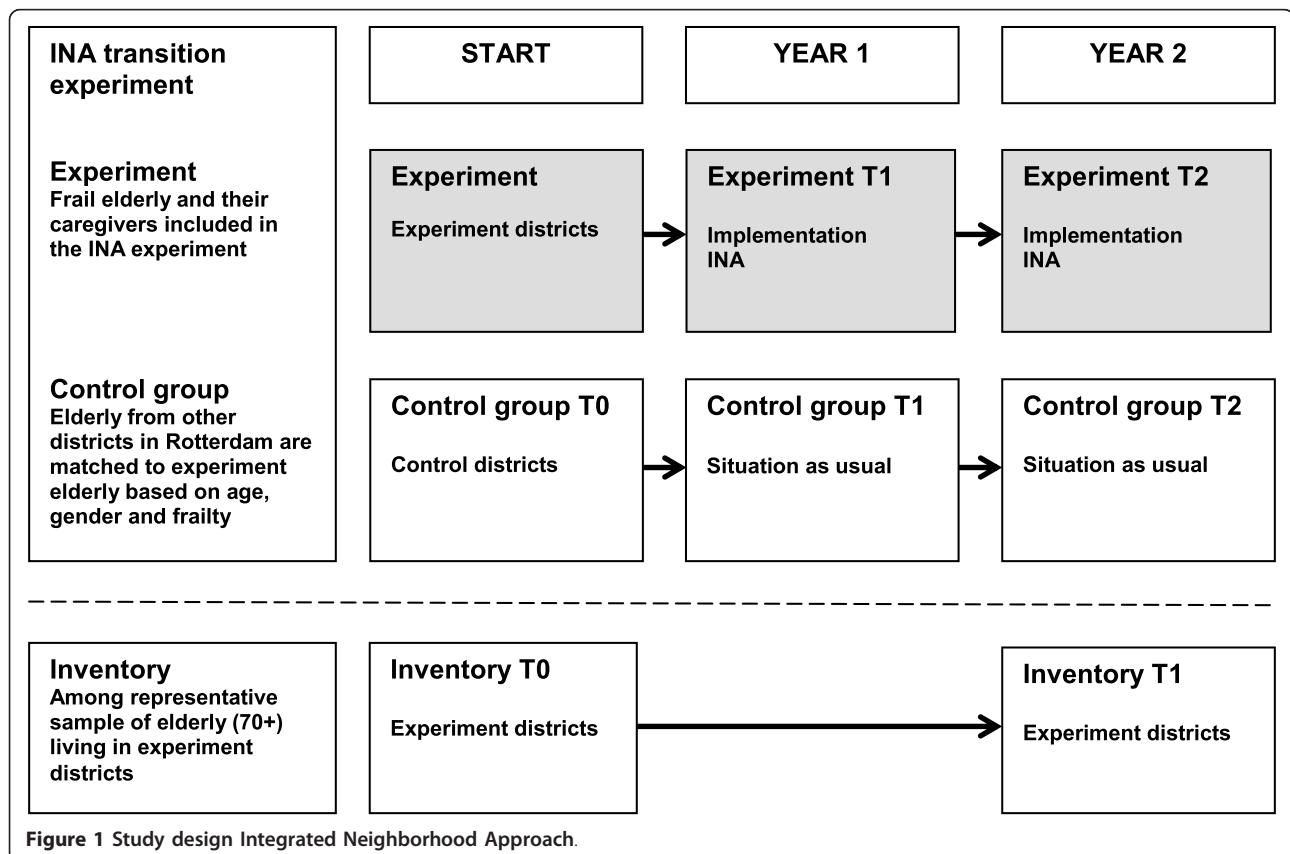 INA transition
experiment
START
YEAR 1
YEAR 2
Experiment
Frail elderly and their
caregivers included in
the INA experiment
Experiment
Experiment districts
Experiment T1
Implementation
INA
Experiment T2
Implementation
INA
Control group
Elderly from other
districts in Rotterdam are
matched to experiment
elderly based on age,
gender and frailty
Control group T0
Control districts
Control group T1
Situation as usual
Control group T2
Situation as usual
Inventory
Among representative
sample of elderly (70+)
living in experiment
districts
Inventory T0
Experiment districts
Inventory T1
Experiment districts
Figure 1 Study design Integrated Neighborhood Approach.